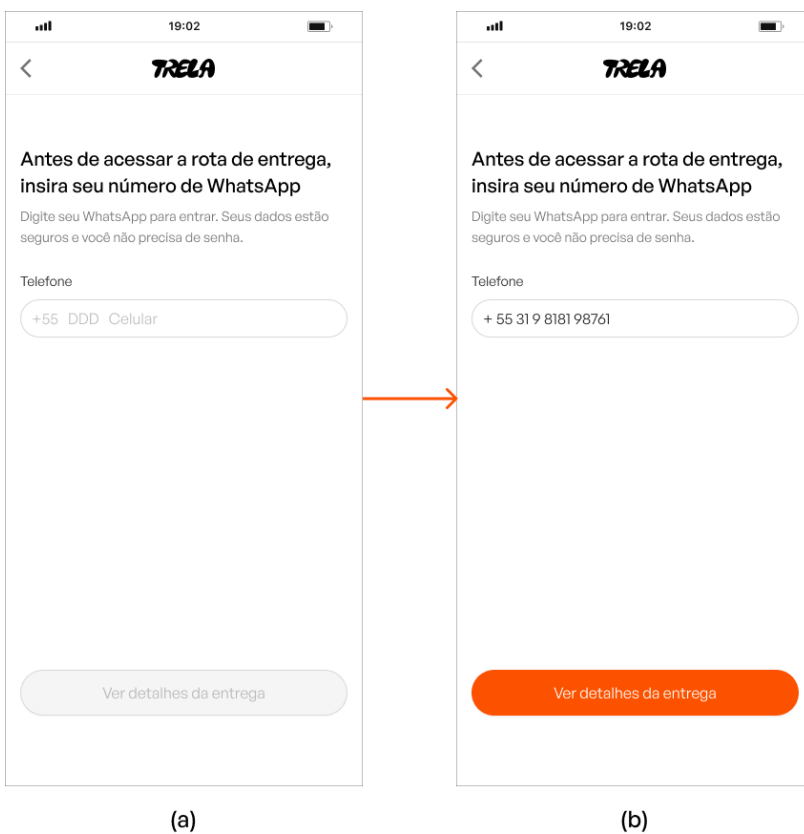 19:02
TRELA
Antes de acessar a rota de entrega,
insira seu número de WhatsApp
Digite seu WhatsApp para entrar. Seus dados estão
seguros e você não precisa de senha.
Telefone
+55 DDD Celular
Ver detalhes da entrega
(a)
19:02
TRELA
Antes de acessar a rota de entrega,
insira seu número de WhatsApp
Digite seu WhatsApp para entrar. Seus dados estão
seguros e você não precisa de senha.
Telefone
+ 55 31 9 8181 98761
Ver detalhes da entrega
(b)